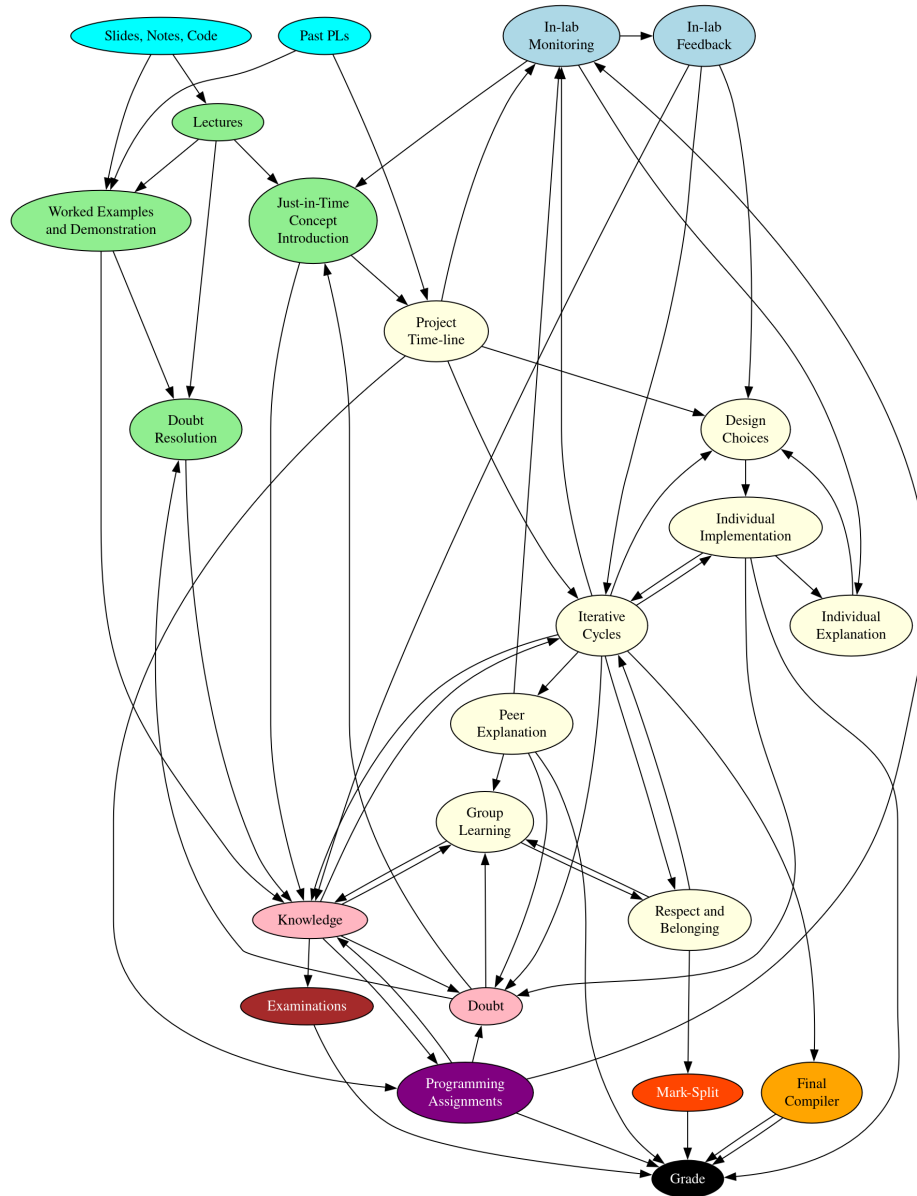 Slides, Notes, Code
Past PLs
In-lab
Monitoring
In-lab
Feedback
Lectures
Worked Examples
and Demonstration
Just-in-Time
Concept
Introduction
Project
Time-line
Doubt
Resolution
Design
Choices
Individual
Implementation
Iterative
Cycles
Individual
Explanation
Peer
Explanation
Group
Learning
Knowledge
Respect and
Belonging
Examinations
Doubt
Programming
Assignments
Mark-Split
Final
Compiler
Grade